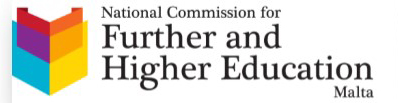 National Commission for
Further and
Higher Education
Malta